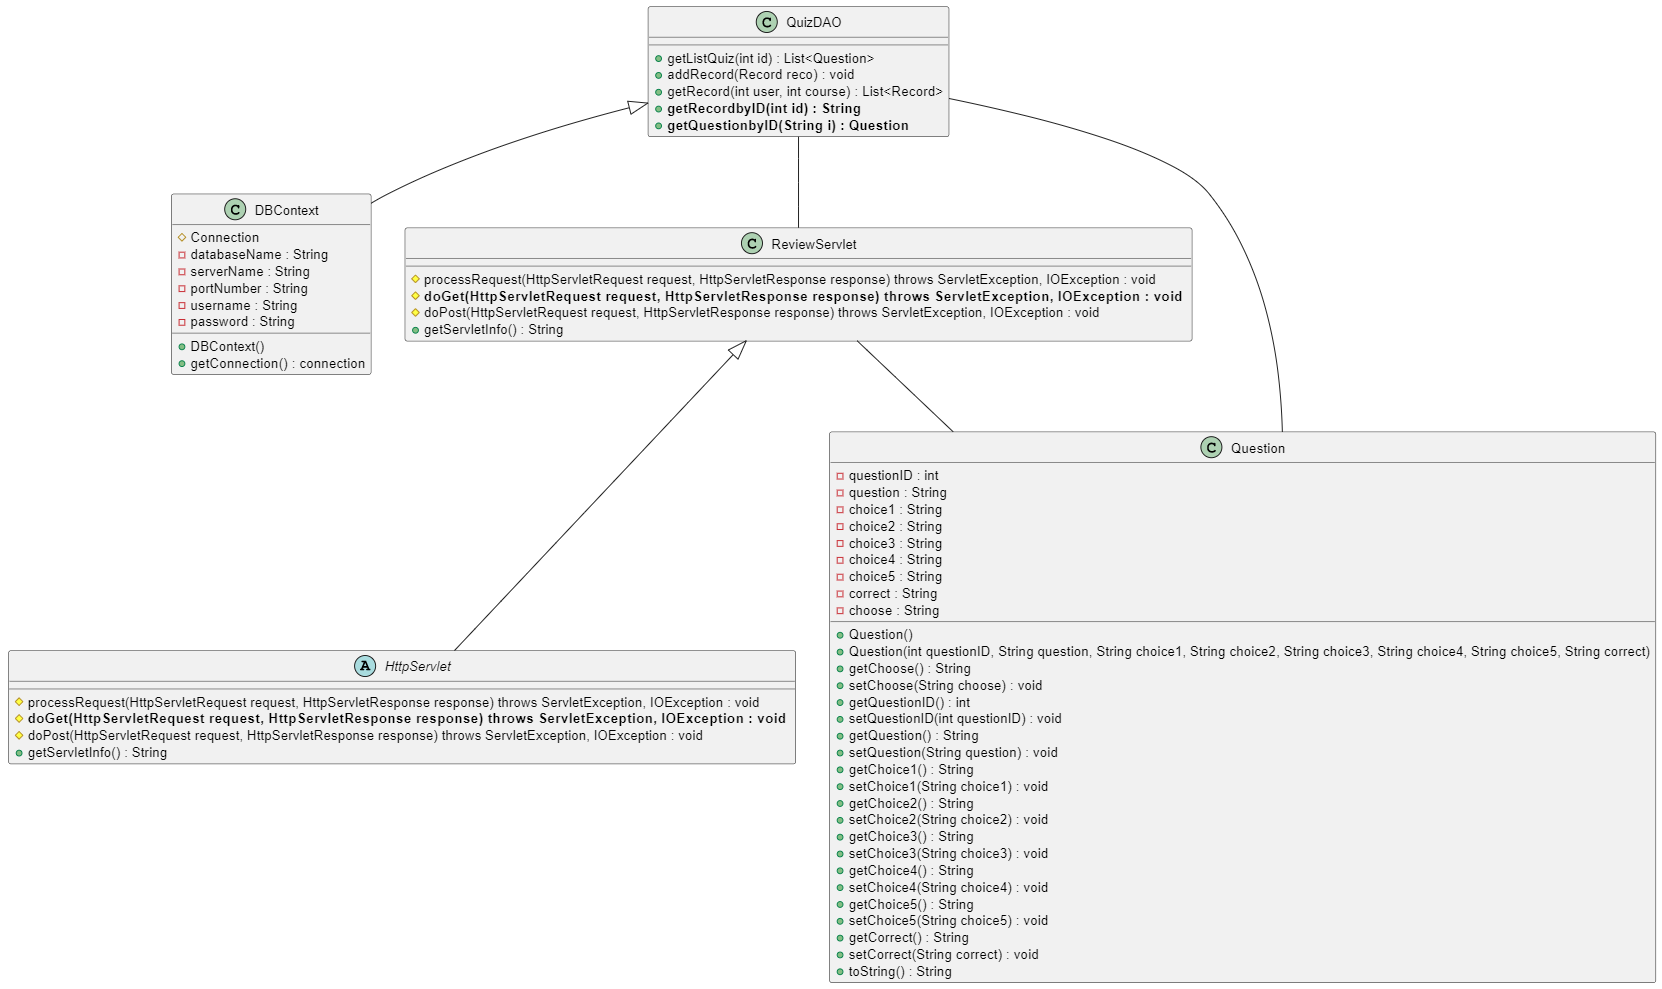 C QuizDAO
getListQuiz(int id) : List<Question>
addRecord(Record reco) : void
getRecord(int user, int course) : List<Record>
getRecordbyID(int id) : String
getQuestionbyID(String i) : Question
C DBContext
Connection
databaseName : String
serverName : String
portNumber : String
username : String
password : String
DBContext()
getConnection() : connection
C ReviewServlet
processRequest(HttpServletRequest request, HttpServletResponse response) throws ServletException, IOException : void
doGet(HttpServletRequest request, HttpServletResponse response) throws ServletException, IOException : void
doPost(HttpServletRequest request, HttpServletResponse response) throws ServletException, IOException : void
getServletInfo() : String
C Question
questionID : int
question : String
choice1 : String
choice2 : String
choice3 : String
choice4 : String
choice5 : String
correct : String
choose : String
Question()
Question(int questionID, String question, String choice1, String choice2, String choice3, String choice4, String choice5, String correct)
getChoose() : String
setChoose(String choose) : void
getQuestionID() : int
setQuestionID(int questionID) : void
getQuestion() : String
setQuestion(String question) : void
getChoice1() : String
setChoice1(String choice1) : void
getChoice2() : String
setChoice2(String choice2) : void
getChoice3() : String
setChoice3(String choice3) : void
getChoice4() : String
setChoice4(String choice4) : void
getChoice5() : String
setChoice5(String choice5) : void
getCorrect() : String
setCorrect(String correct) : void
toString() : String
A HttpServlet
processRequest(HttpServletRequest request, HttpServletResponse response) throws ServletException, IOException : void
doGet(HttpServletRequest request, HttpServletResponse response) throws ServletException, IOException : void
doPost(HttpServletRequest request, HttpServletResponse response) throws ServletException, IOException : void
getServletInfo() : String